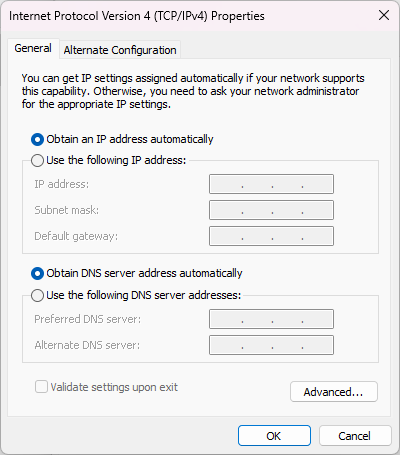 Internet Protocol Version 4 (TCP/IPv4) Properties
General Alternate Configuration
You can get IP settings assigned automatically if your network supports
this capability. Otherwise, you need to ask your network administrator
for the appropriate IP settings.
Obtain an IP address automatically
Use the following IP address:
IP address: . . .
Subnet mask: . . .
Default gateway: . . .
Obtain DNS server address automatically
Use the following DNS server addresses:
Preferred DNS server: . . .
Alternate DNS server: . . .
Validate settings upon exit
Advanced...
OK Cancel